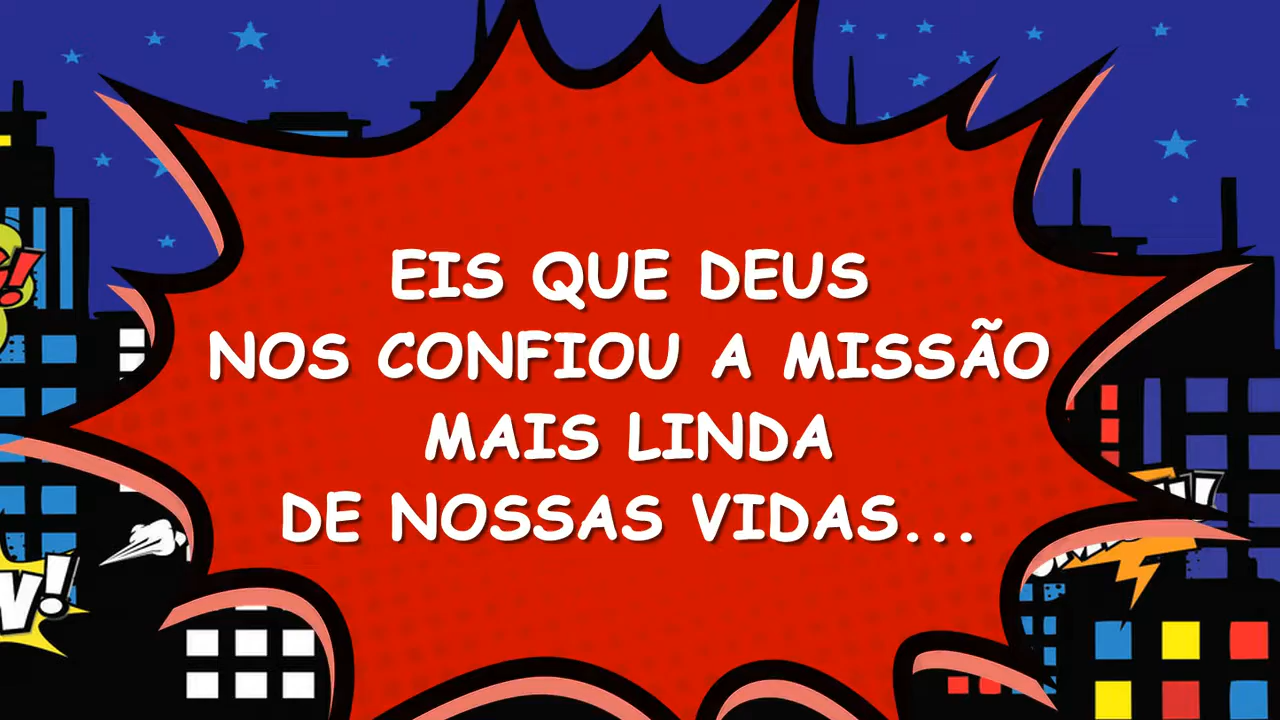 EIS QUE DEUS
NOS CONFIOU A MISSÃO
MAIS LINDA
DE NOSSAS VIDAS...